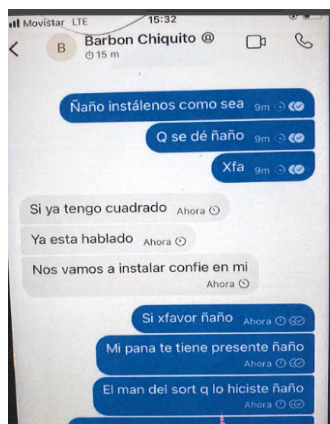 Movistar LTE 15:32
B Barbon Chiquito @
15 m
Ñaño instálenos como sea 9m
Q se dé ñaño 9m
Xfa 9m
Si ya tengo cuadrado Ahora
Ya esta hablado Ahora
Nos vamos a instalar confie en mi
Ahora
Si xfavor ñaño Ahora
Mi pana te tiene presente ñaño
Ahora
El man del sort q lo hiciste ñaño
Ahora